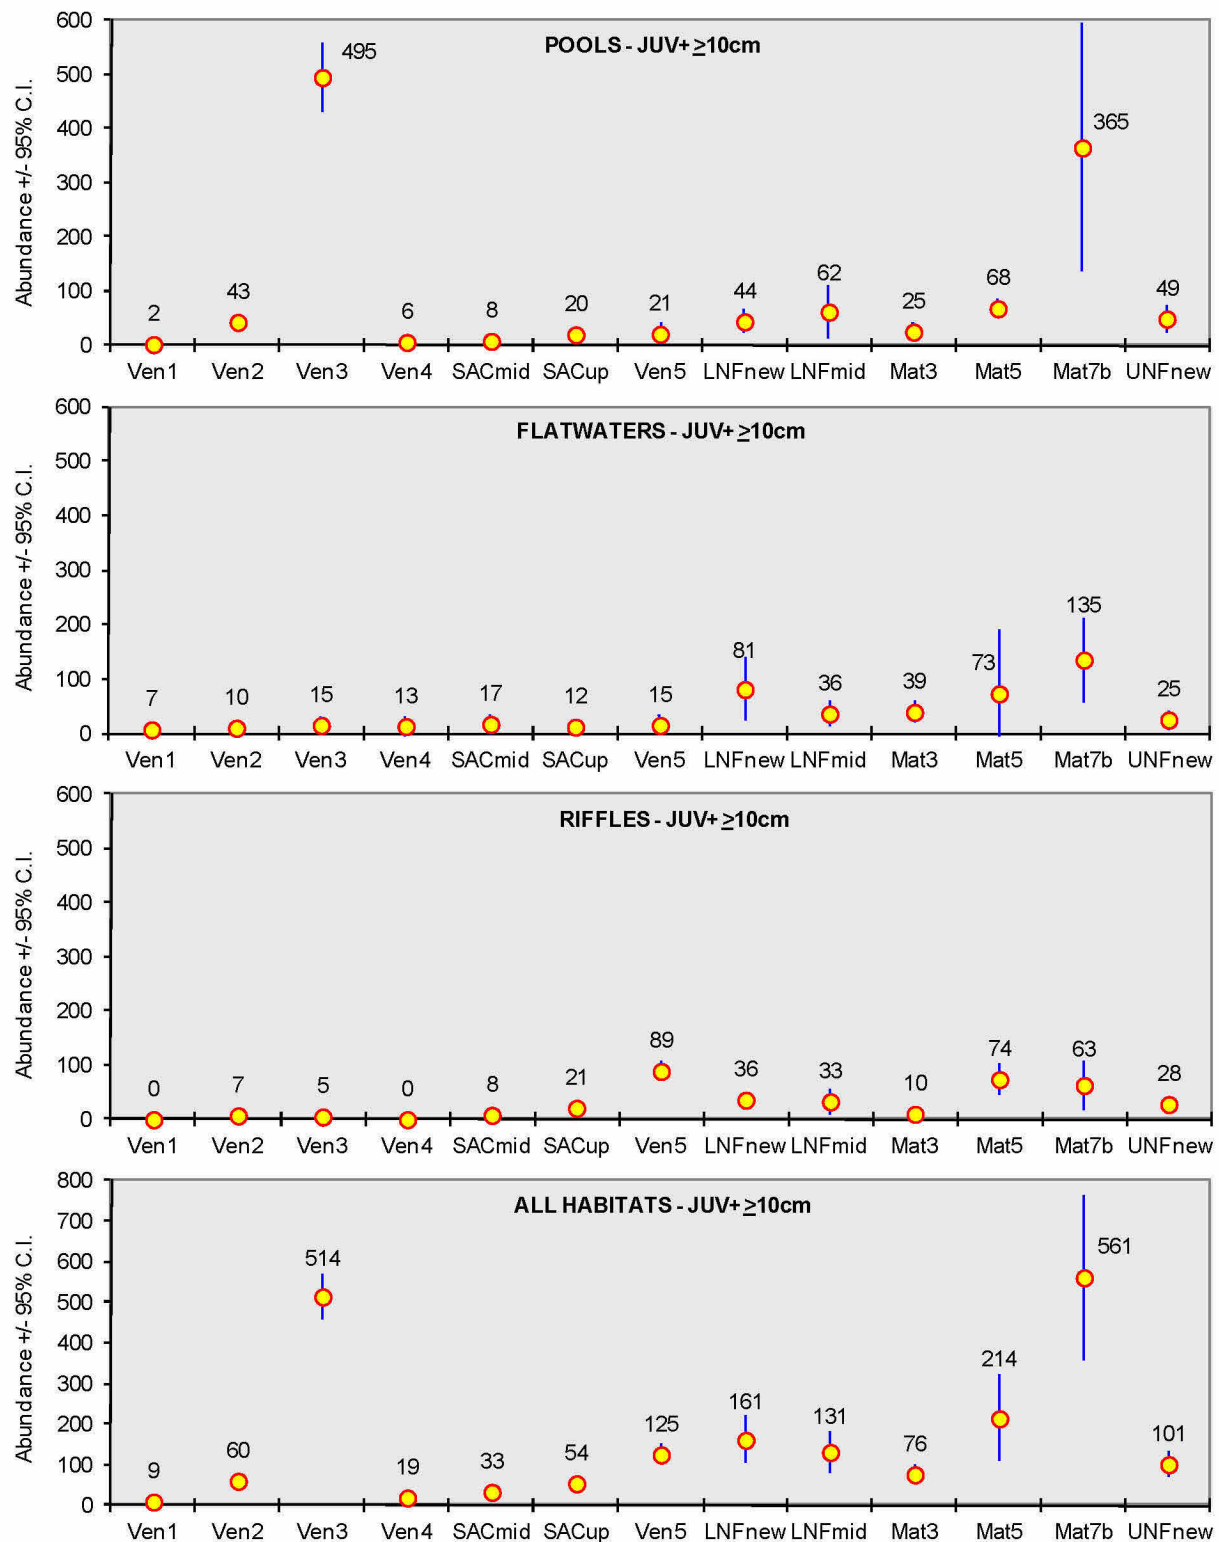 POOLS - JUV+ ≥10cm
Abundance +/- 95% C.I.
600
500
400
300
200
100
0
2 43 495 6 8 20 21 44 62 25 68 365 49
Ven1 Ven2 Ven3 Ven4 SACmid SACup Ven5 LNFnew LNFmid Mat3 Mat5 Mat7b UNFnew
FLATWATERS - JUV+ ≥10cm
Abundance +/- 95% C.I.
600
500
400
300
200
100
0
7 10 15 13 17 12 15 81 36 39 73 135 25
Ven1 Ven2 Ven3 Ven4 SACmid SACup Ven5 LNFnew LNFmid Mat3 Mat5 Mat7b UNFnew
RIFFLES - JUV+ ≥10cm
Abundance +/- 95% C.I.
600
500
400
300
200
100
0
0 7 5 0 8 21 89 36 33 10 74 63 28
Ven1 Ven2 Ven3 Ven4 SACmid SACup Ven5 LNFnew LNFmid Mat3 Mat5 Mat7b UNFnew
ALL HABITATS - JUV+ ≥10cm
Abundance +/- 95% C.I.
800
700
600
500
400
300
200
100
0
9 60 514 19 33 54 125 161 131 76 214 561 101
Ven1 Ven2 Ven3 Ven4 SACmid SACup Ven5 LNFnew LNFmid Mat3 Mat5 Mat7b UNFnew